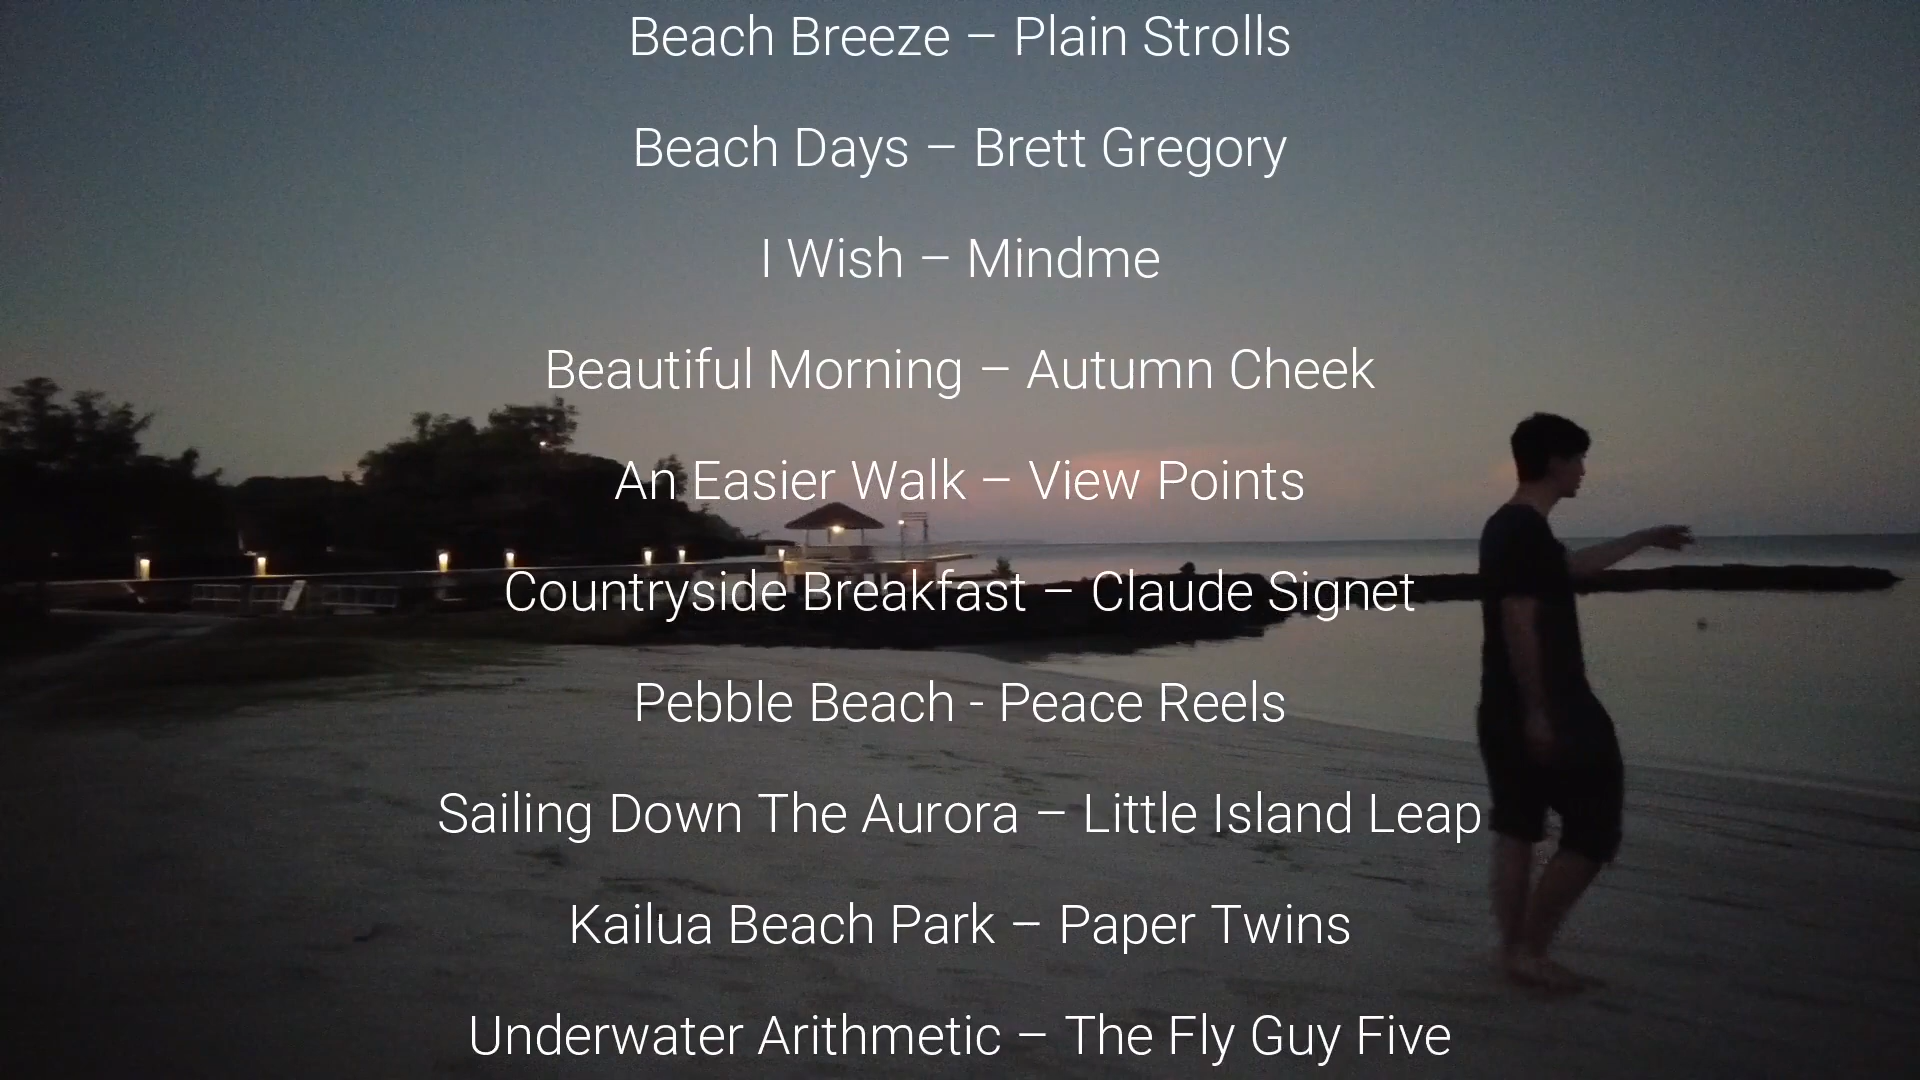 Beach Breeze – Plain Strolls
Beach Days – Brett Gregory
I Wish – Mindme
Beautiful Morning – Autumn Cheek
An Easier Walk – View Points
Countryside Breakfast – Claude Signet
Pebble Beach - Peace Reels
Sailing Down The Aurora – Little Island Leap
Kailua Beach Park – Paper Twins
Underwater Arithmetic – The Fly Guy Five